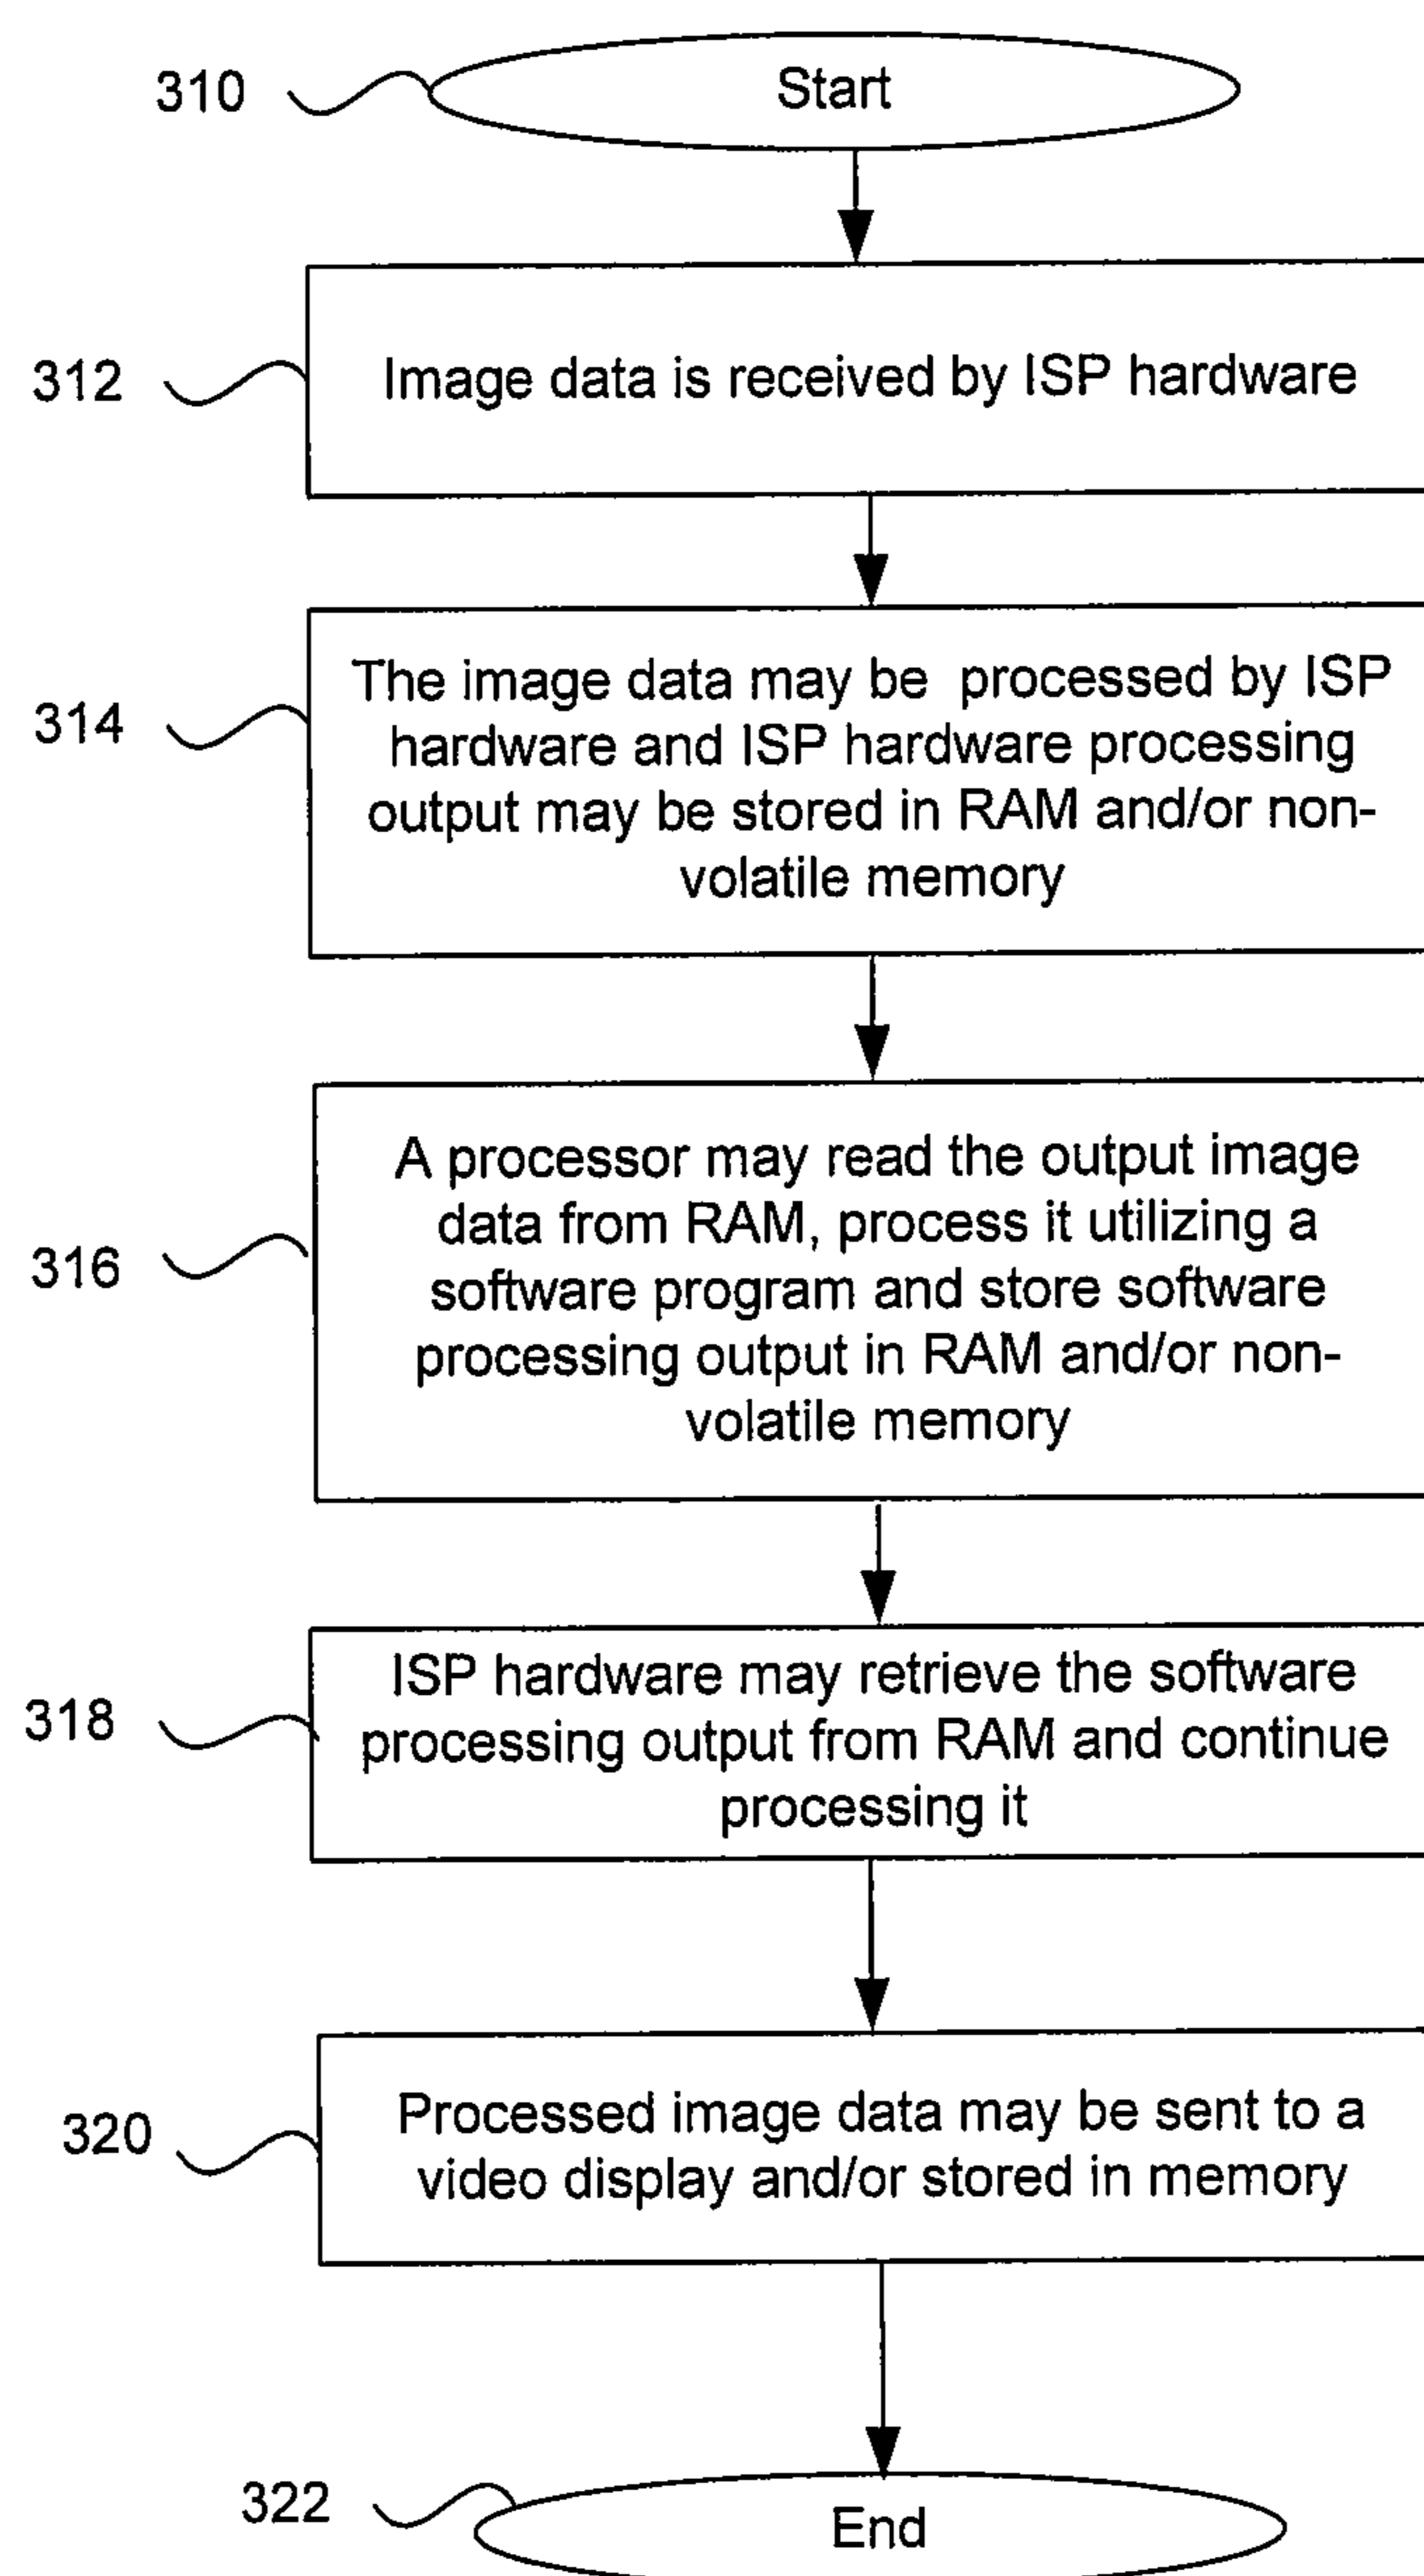 310
Start
312
Image data is received by ISP hardware
314
The image data may be processed by ISP
hardware and ISP hardware processing
output may be stored in RAM and/or non-
volatile memory
316
A processor may read the output image
data from RAM, process it utilizing a
software program and store software
processing output in RAM and/or non-
volatile memory
318
ISP hardware may retrieve the software
processing output from RAM and continue
processing it
320
Processed image data may be sent to a
video display and/or stored in memory
322
End